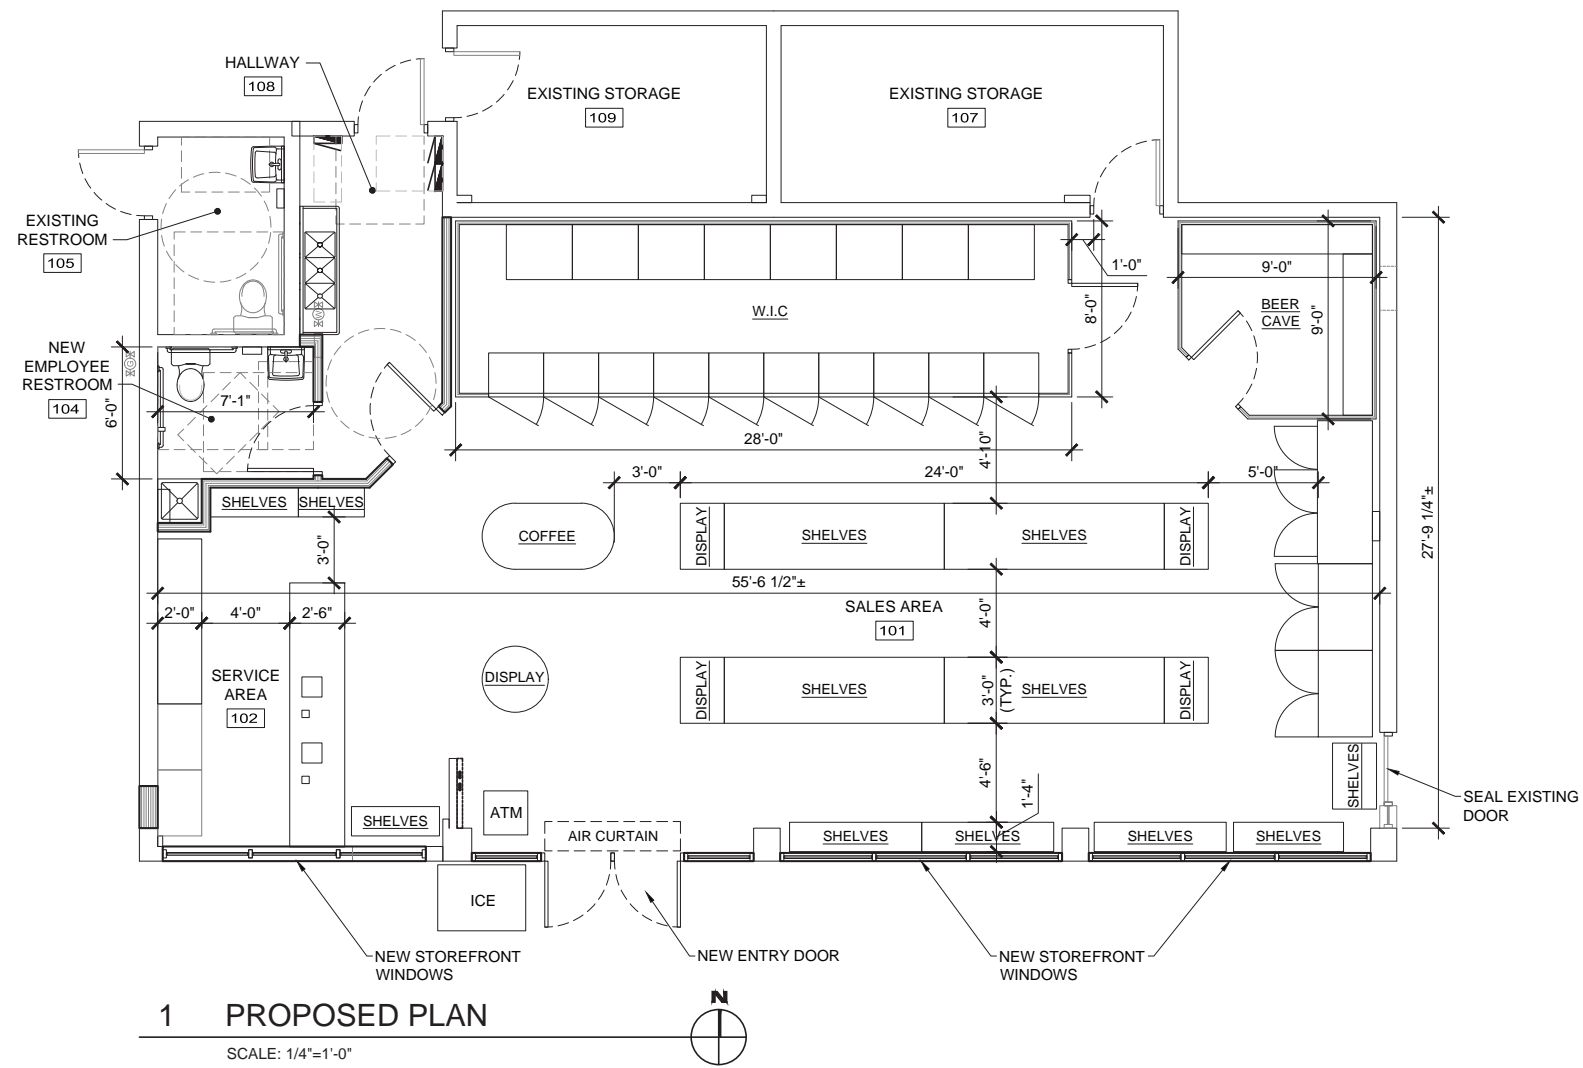 HALLWAY
108
EXISTING STORAGE
109
EXISTING STORAGE
107
EXISTING
RESTROOM
105
NEW
EMPLOYEE
RESTROOM
104
6'-0"
7'-1"
W.I.C
1'-0"
8'-0"
9'-0"
BEER
CAVE
9'-0"
28'-0"
4'-10"
3'-0"
24'-0"
5'-0"
27'-9 1/4"±
SHELVES
SHELVES
3'-0"
COFFEE
DISPLAY
SHELVES
SHELVES
DISPLAY
55'-6 1/2"±
2'-0"
4'-0"
2'-6"
SALES AREA
101
4'-0"
SERVICE
AREA
102
DISPLAY
DISPLAY
SHELVES
3'-0"
(TYP.)
SHELVES
DISPLAY
4'-6"
1'-4"
SHELVES
SEAL EXISTING
DOOR
ATM
SHELVES
AIR CURTAIN
SHELVES
SHELVES
SHELVES
SHELVES
ICE
NEW STOREFRONT
WINDOWS
NEW ENTRY DOOR
NEW STOREFRONT
WINDOWS
N
1 PROPOSED PLAN
SCALE: 1/4"=1'-0"